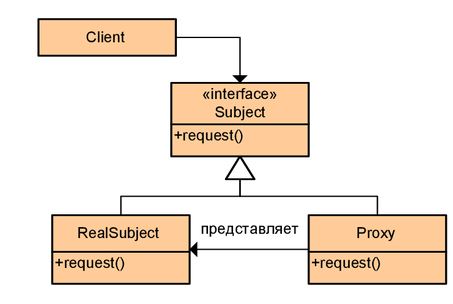 Client
«interface»
Subject
+request()
представляет
RealSubject
Proxy
+request()
+request()